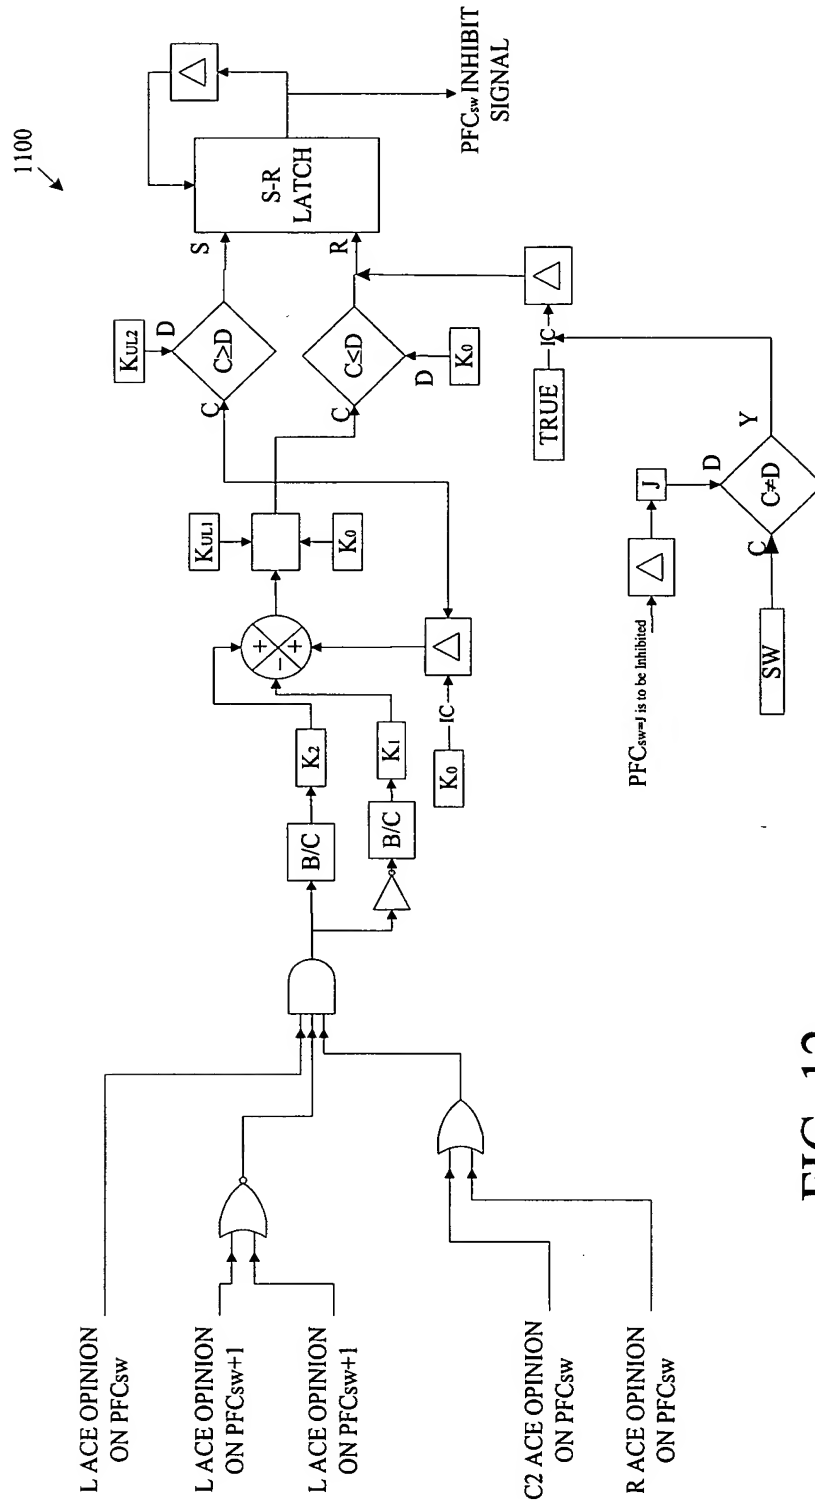 1100
L ACE OPINION
ON PFCsw
L ACE OPINION
ON PFCsw+1
L ACE OPINION
ON PFCsw+1
C2 ACE OPINION
ON PFCsw
R ACE OPINION
ON PFCsw
B/C
K2
B/C
K1
K0
IC
Δ
+
-
+
KUL1
K0
KUL2
D
C
C≥D
S
C
C≤D
D
K0
R
S-R
LATCH
Δ
PFCsw INHIBIT
SIGNAL
TRUE
IC
Δ
PFCsw=J is to be Inhibited
Δ
J
D
SW
C
C≠D
Y
FIG. 12